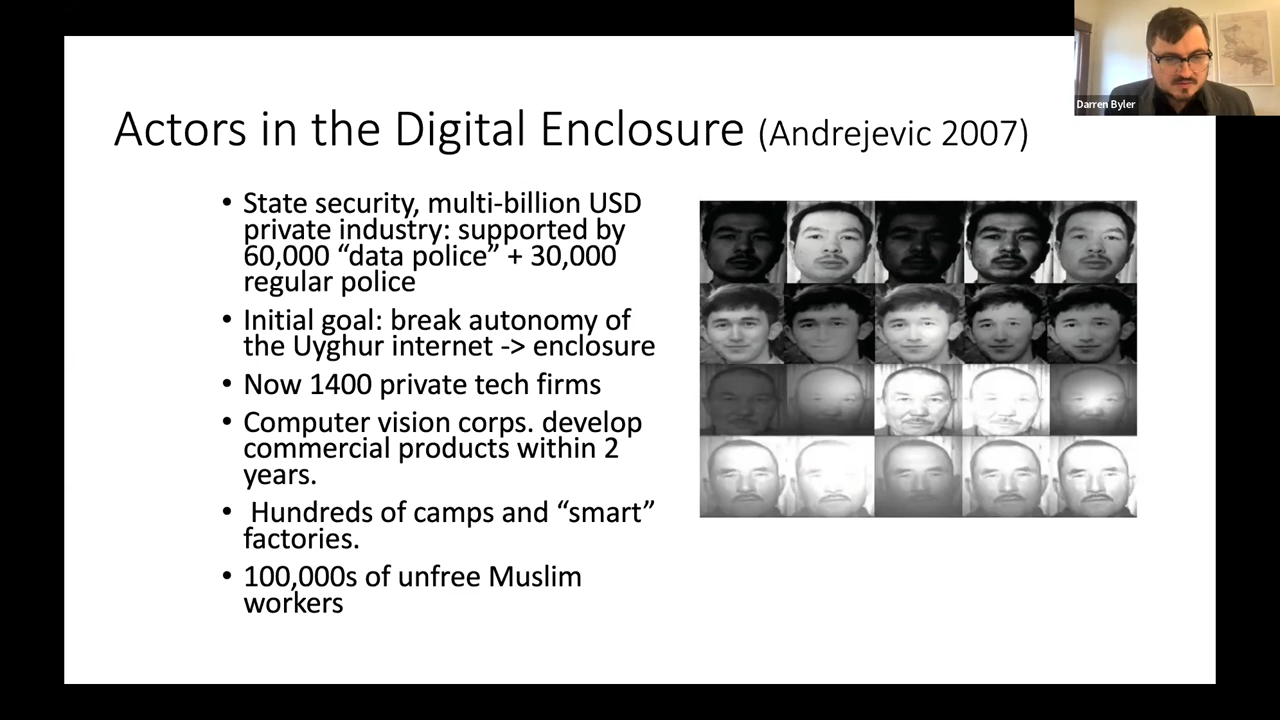 Darren Byler
Actors in the Digital Enclosure (Andrejevic 2007)
• State security, multi-billion USD
private industry: supported by
60,000 “data police” + 30,000
regular police
• Initial goal: break autonomy of
the Uyghur internet -> enclosure
• Now 1400 private tech firms
• Computer vision corps. develop
commercial products within 2
years.
• Hundreds of camps and “smart”
factories.
• 100,000s of unfree Muslim
workers